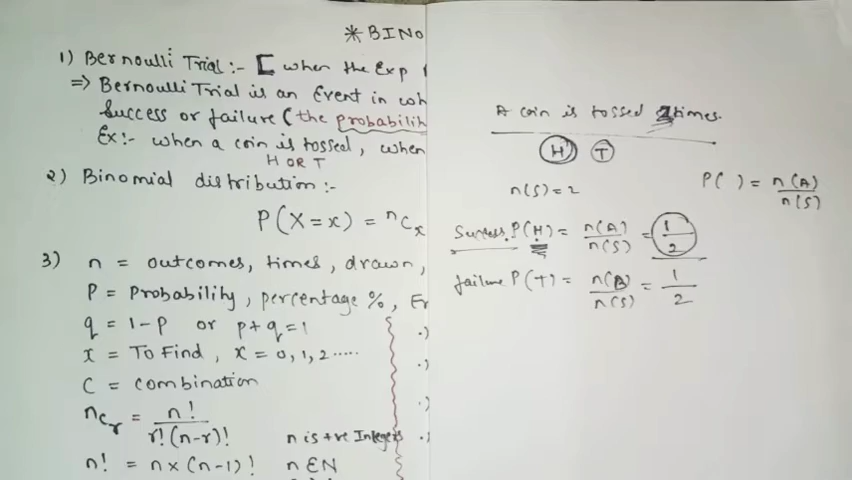 * BINO
1) Bernoulli Trial :- [ when the Exp
⇒ Bernoulli Trial is an Event in wh
Success or failure ( the probabilit
Ex:- when a coin is tossed, when
H OR T
2) Binomial distribution :-
P(X=x) = nCx
3) n = outcomes, times, drawn,
P = Probability, percentage %, Fr
q = 1-p or p+q=1
x = To Find, x = 0, 1, 2 .....
C = combination
nCr = n! / r!(n-r)! n is +ve Integers
n! = n×(n-1)! n ∈ N
A coin is tossed times.
H T
n(S) = 2
P( ) = n(A) / n(S)
Success. P(H) = n(A) / n(S) = 1/2
failure P(T) = n(B) / n(S) = 1/2